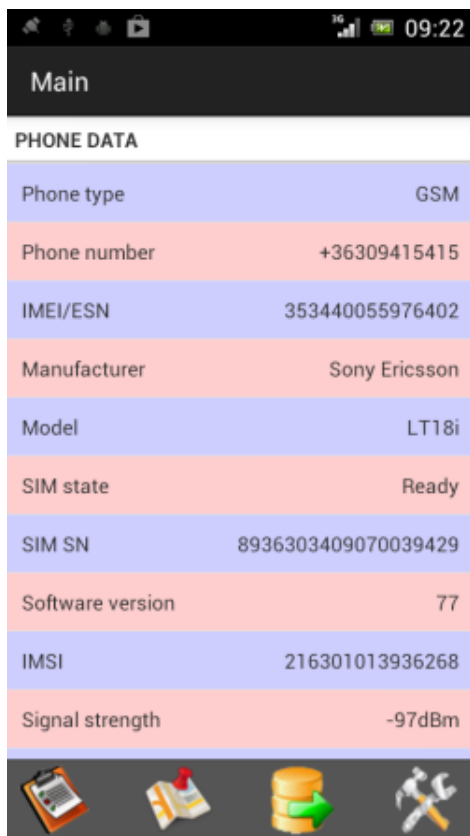 3G 09:22
Main
PHONE DATA
Phone type GSM
Phone number +36309415415
IMEI/ESN 353440055976402
Manufacturer Sony Ericsson
Model LT18i
SIM state Ready
SIM SN 8936303409070039429
Software version 77
IMSI 216301013936268
Signal strength -97dBm